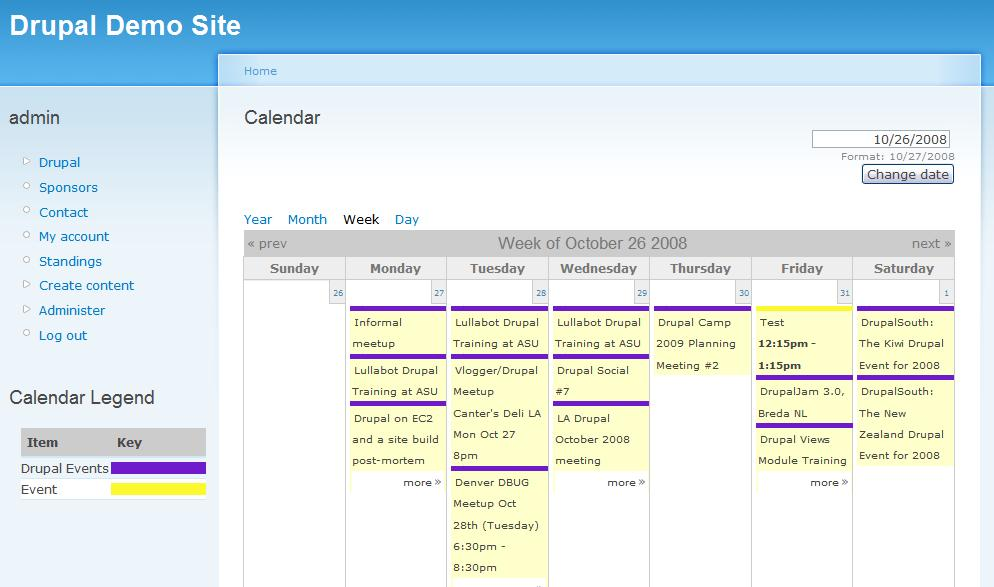 Drupal Demo Site
Home
admin
Drupal
Sponsors
Contact
My account
Standings
Create content
Administer
Log out
Calendar Legend
Item Key
Drupal Events
Event
Calendar
10/26/2008
Format: 10/27/2008
Change date
Year Month Week Day
« prev Week of October 26 2008 next »
Sunday Monday Tuesday Wednesday Thursday Friday Saturday
26 27 28 29 30 31 1
Informal
meetup
Lullabot Drupal
Training at ASU
Drupal on EC2
and a site build
post-mortem
more »
Lullabot Drupal
Training at ASU
Vlogger/Drupal
Meetup
Canter's Deli LA
Mon Oct 27
8pm
Denver DBUG
Meetup Oct
28th (Tuesday)
6:30pm -
8:30pm
Lullabot Drupal
Training at ASU
Drupal Social
#7
LA Drupal
October 2008
meeting
more »
Drupal Camp
2009 Planning
Meeting #2
Test
12:15pm -
1:15pm
DrupalJam 3.0,
Breda NL
Drupal Views
Module Training
more »
DrupalSouth:
The Kiwi Drupal
Event for 2008
DrupalSouth:
The New
Zealand Drupal
Event for 2008